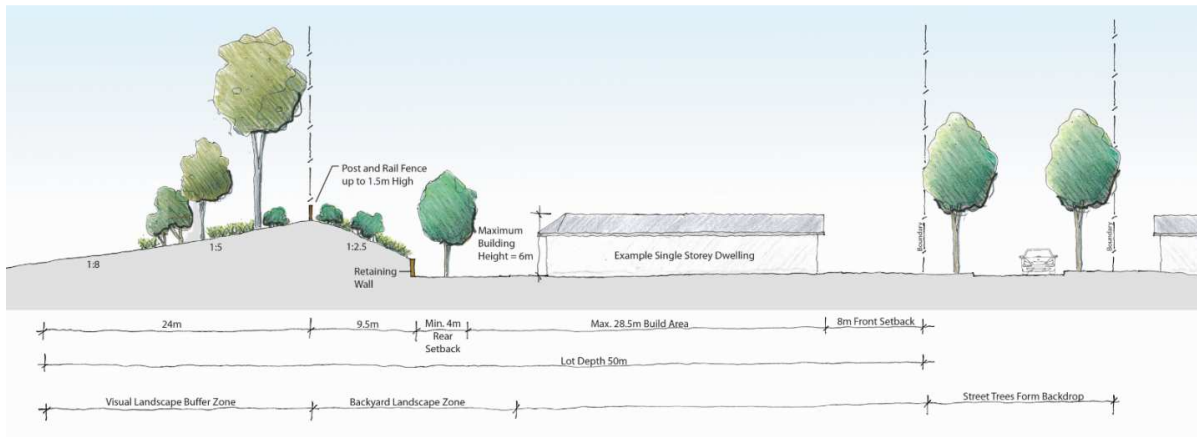 Post and Rail Fence
up to 1.5m High
1:8
1:5
1:2.5
Retaining
Wall
Maximum
Building
Height = 6m
Example Single Storey Dwelling
Boundary
Boundary
24m
9.5m
Min. 4m
Rear
Setback
Max. 28.5m Build Area
8m Front Setback
Lot Depth 50m
Visual Landscape Buffer Zone
Backyard Landscape Zone
Street Trees Form Backdrop